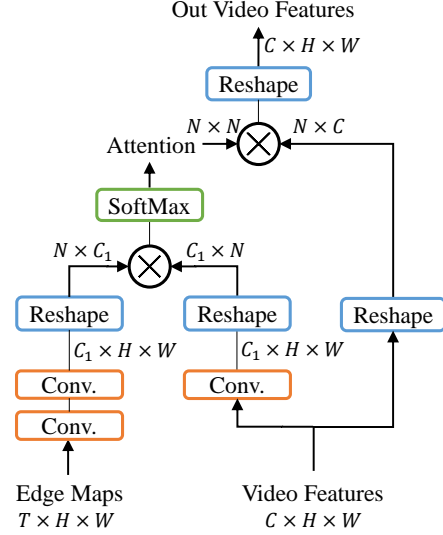 Out Video Features
C × H × W
Reshape
N × N
N × C
Attention
SoftMax
N × C₁
C₁ × N
Reshape
Reshape
Reshape
C₁ × H × W
C₁ × H × W
Conv.
Conv.
Conv.
Edge Maps
Video Features
T × H × W
C × H × W